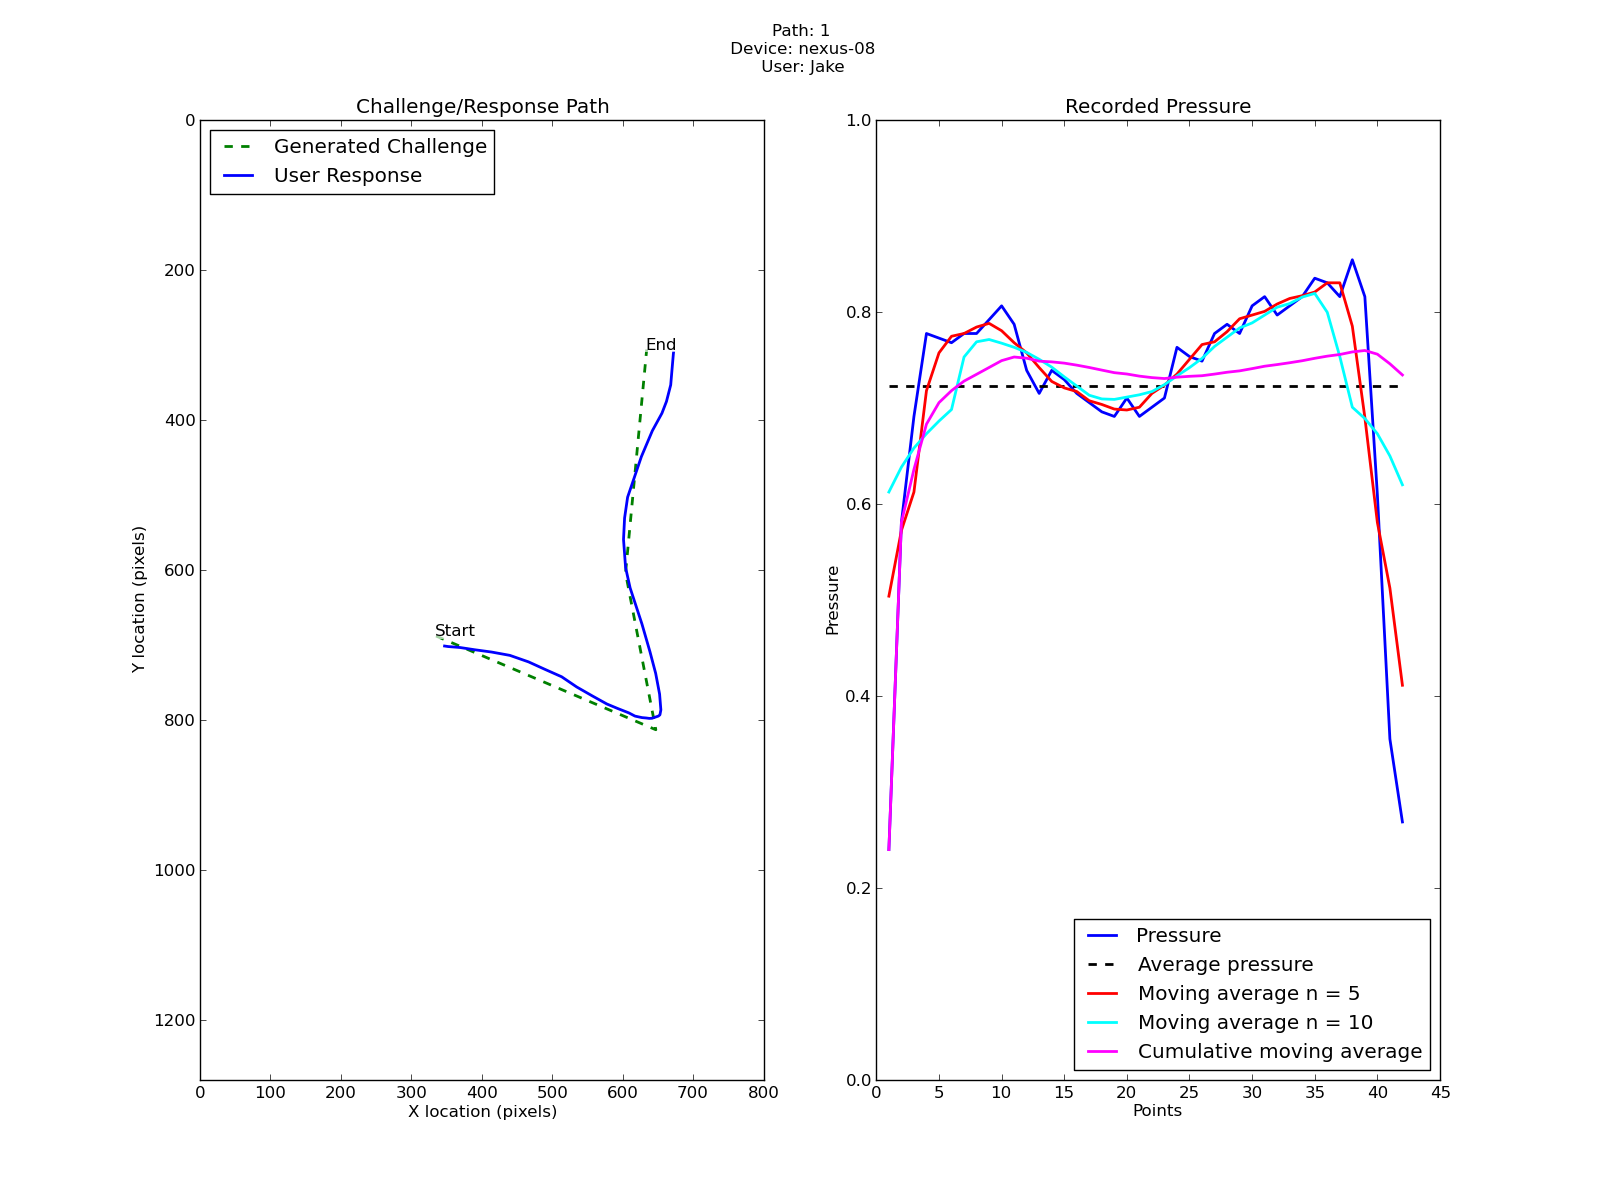 Path: 1
Device: nexus-08
User: Jake
Challenge/Response Path
Generated Challenge
User Response
0
200
400
600
800
1000
1200
Y location (pixels)
Start
End
0 100 200 300 400 500 600 700 800
X location (pixels)
Recorded Pressure
1.0
0.8
0.6
0.4
0.2
0.0
Pressure
Pressure
Average pressure
Moving average n = 5
Moving average n = 10
Cumulative moving average
0 5 10 15 20 25 30 35 40 45
Points